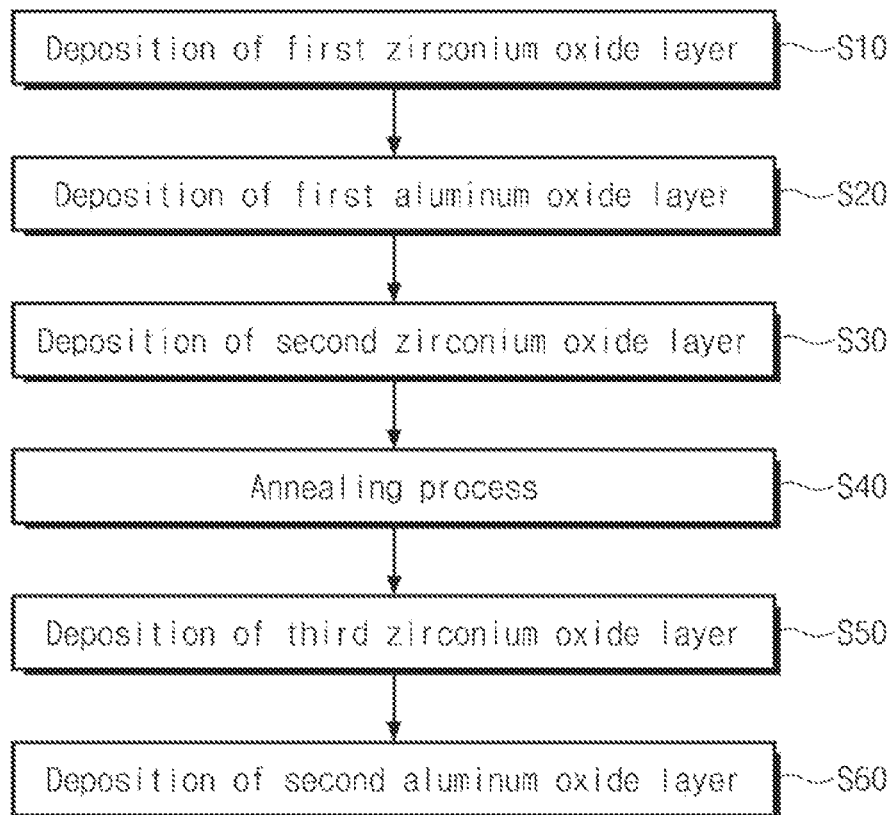 Deposition of first zirconium oxide layer S10
Deposition of first aluminum oxide layer S20
Deposition of second zirconium oxide layer S30
Annealing process S40
Deposition of third zirconium oxide layer S50
Deposition of second aluminum oxide layer S60